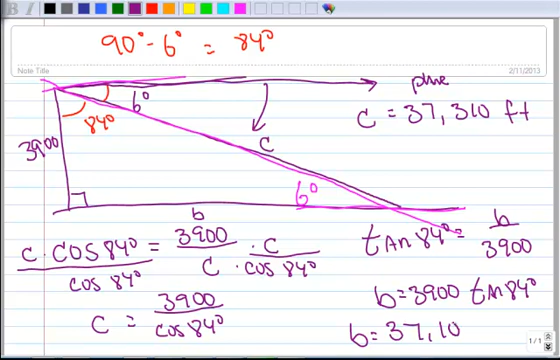 B I
90° - 6° = 84°
Note Title
2/11/2013
6°
plne
84°
3900
c
c = 37,310 ft
6°
b
c · cos 84° / cos 84° = 3900 / c · c / cos 84°
tAn 84° = b / 3900
c = 3900 / cos 84°
b = 3900 tAn 84°
b = 37,10
1/1